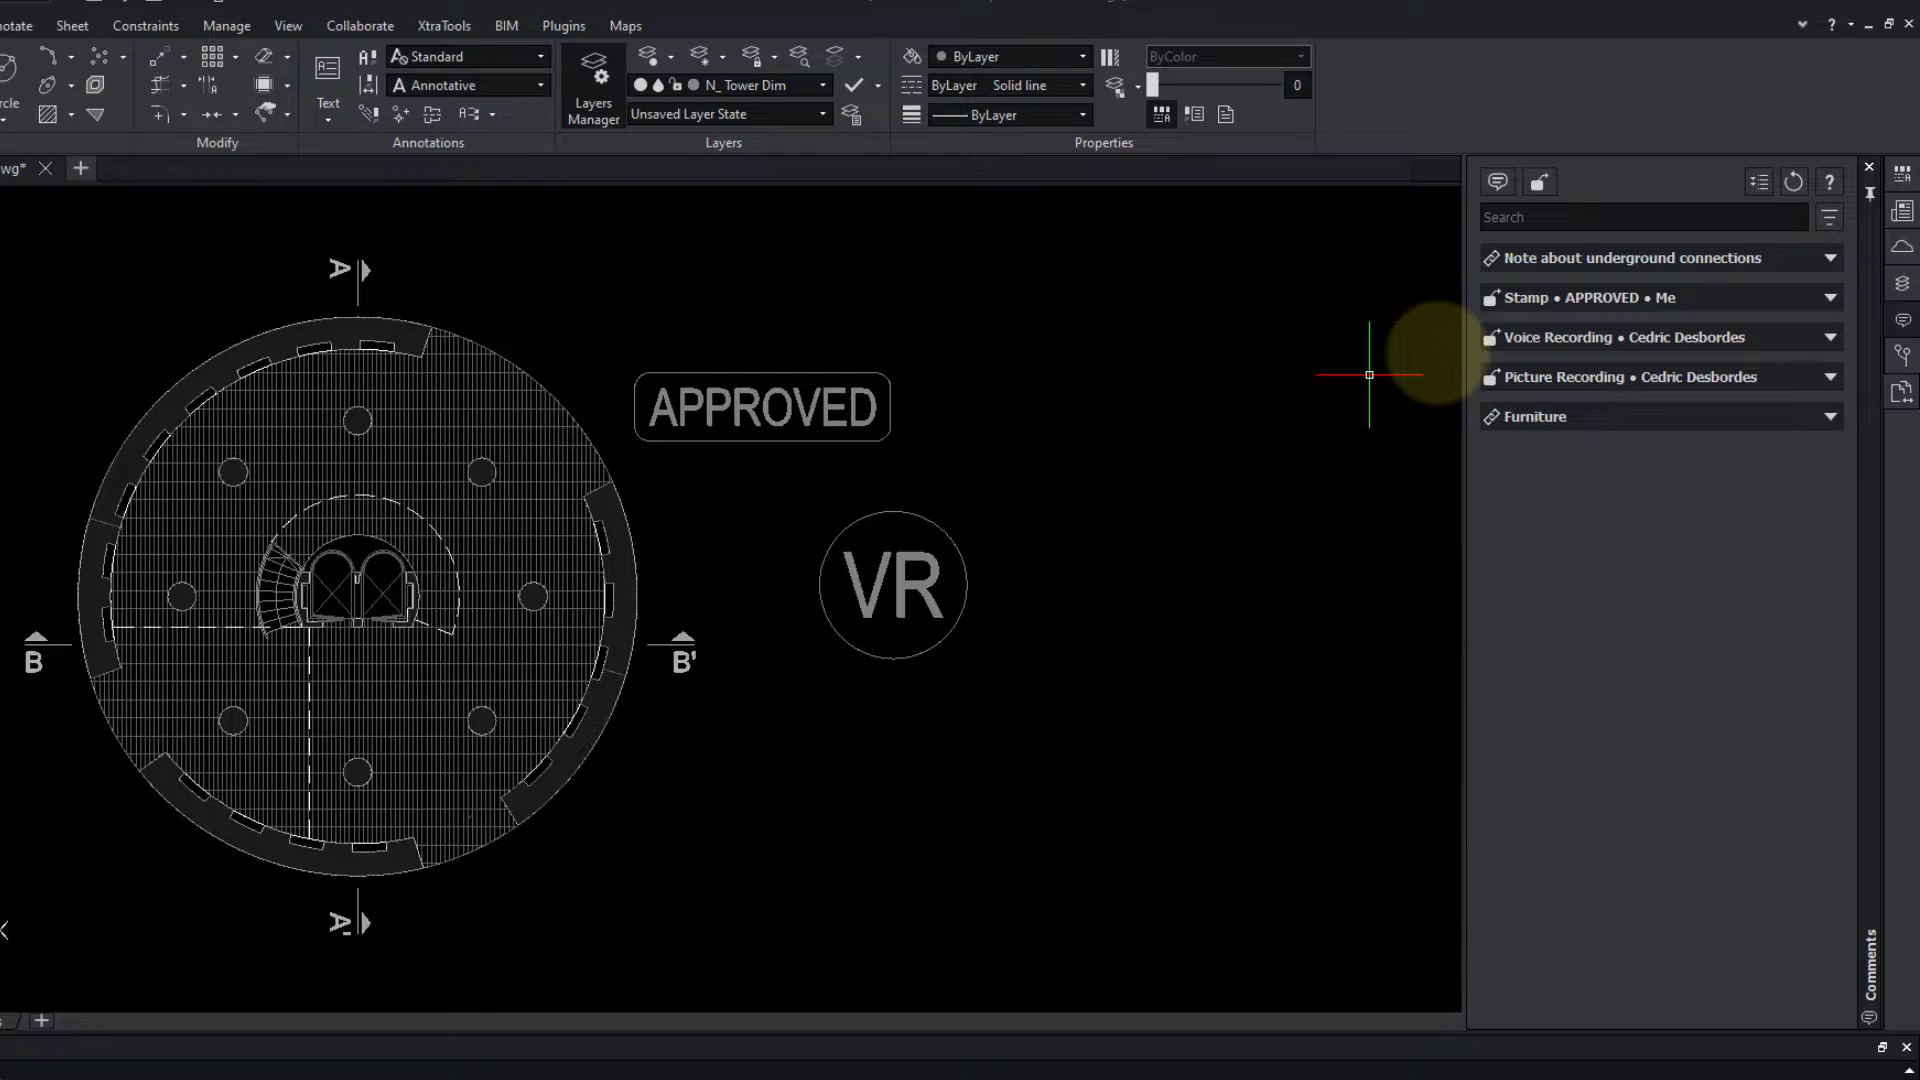 otate Sheet Constraints Manage View Collaborate XtraTools BIM Plugins Maps
Standard
ByLayer
ByColor
Annotative
N_ Tower Dim
ByLayer Solid line
0
rcle
Text
Layers
Manager
Unsaved Layer State
ByLayer
Modify
Annotations
Layers
Properties
wg*
Search
Note about underground connections
Stamp • APPROVED • Me
Voice Recording • Cedric Desbordes
Picture Recording • Cedric Desbordes
Furniture
A
APPROVED
VR
B
B'
A'
Comments